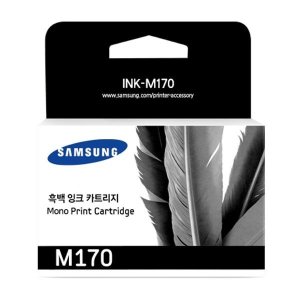 INK-M170
www.samsung.com/printer-accessory
SAMSUNG
흑백 잉크 카트리지
Mono Print Cartridge
M170